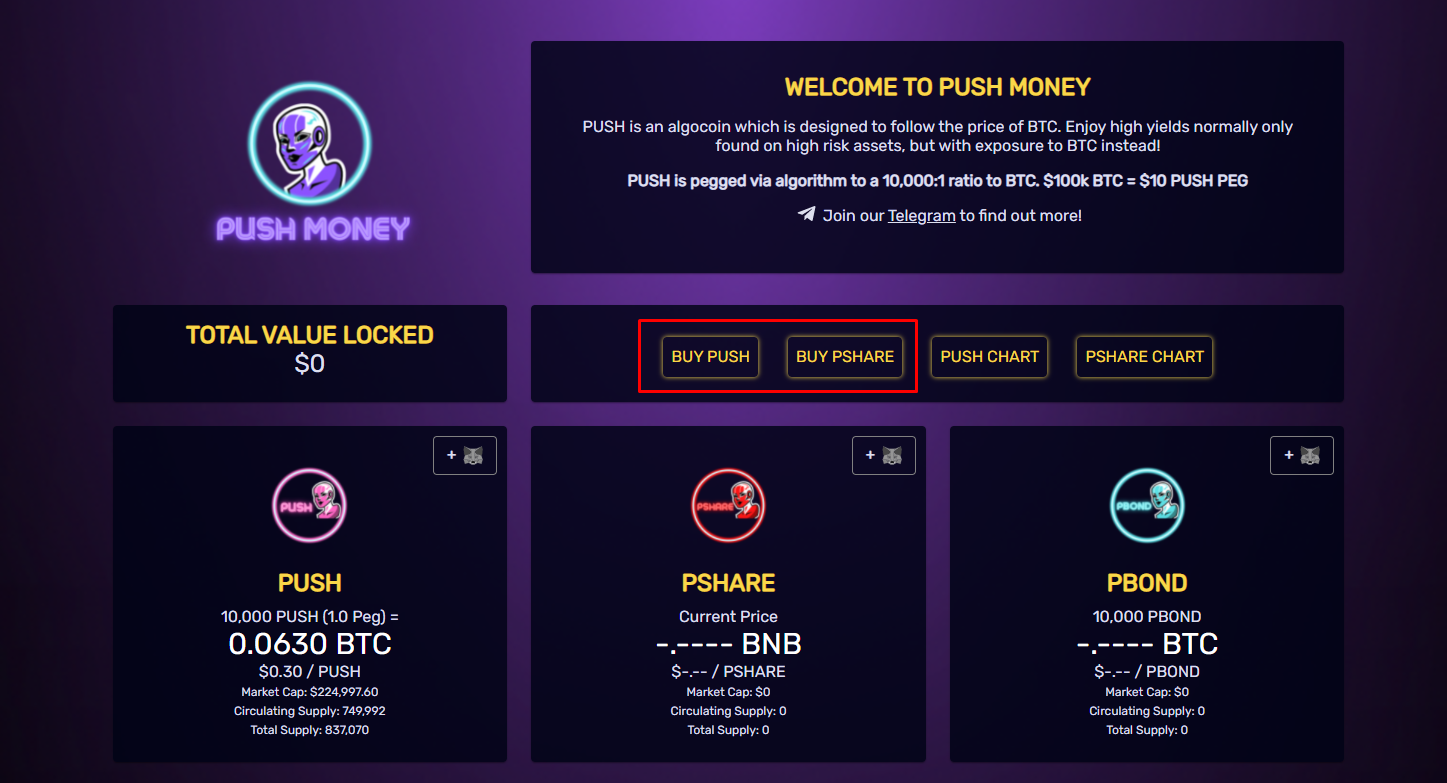 PUSH MONEY
WELCOME TO PUSH MONEY
PUSH is an algocoin which is designed to follow the price of BTC. Enjoy high yields normally only
found on high risk assets, but with exposure to BTC instead!
PUSH is pegged via algorithm to a 10,000:1 ratio to BTC. $100k BTC = $10 PUSH PEG
Join our Telegram to find out more!
TOTAL VALUE LOCKED
$0
BUY PUSH
BUY PSHARE
PUSH CHART
PSHARE CHART
+
PUSH
PUSH
10,000 PUSH (1.0 Peg) =
0.0630 BTC
$0.30 / PUSH
Market Cap: $224,997.60
Circulating Supply: 749,992
Total Supply: 837,070
+
PSHARE
PSHARE
Current Price
-.---- BNB
$-.-- / PSHARE
Market Cap: $0
Circulating Supply: 0
Total Supply: 0
+
PBOND
PBOND
10,000 PBOND
-.---- BTC
$-.-- / PBOND
Market Cap: $0
Circulating Supply: 0
Total Supply: 0